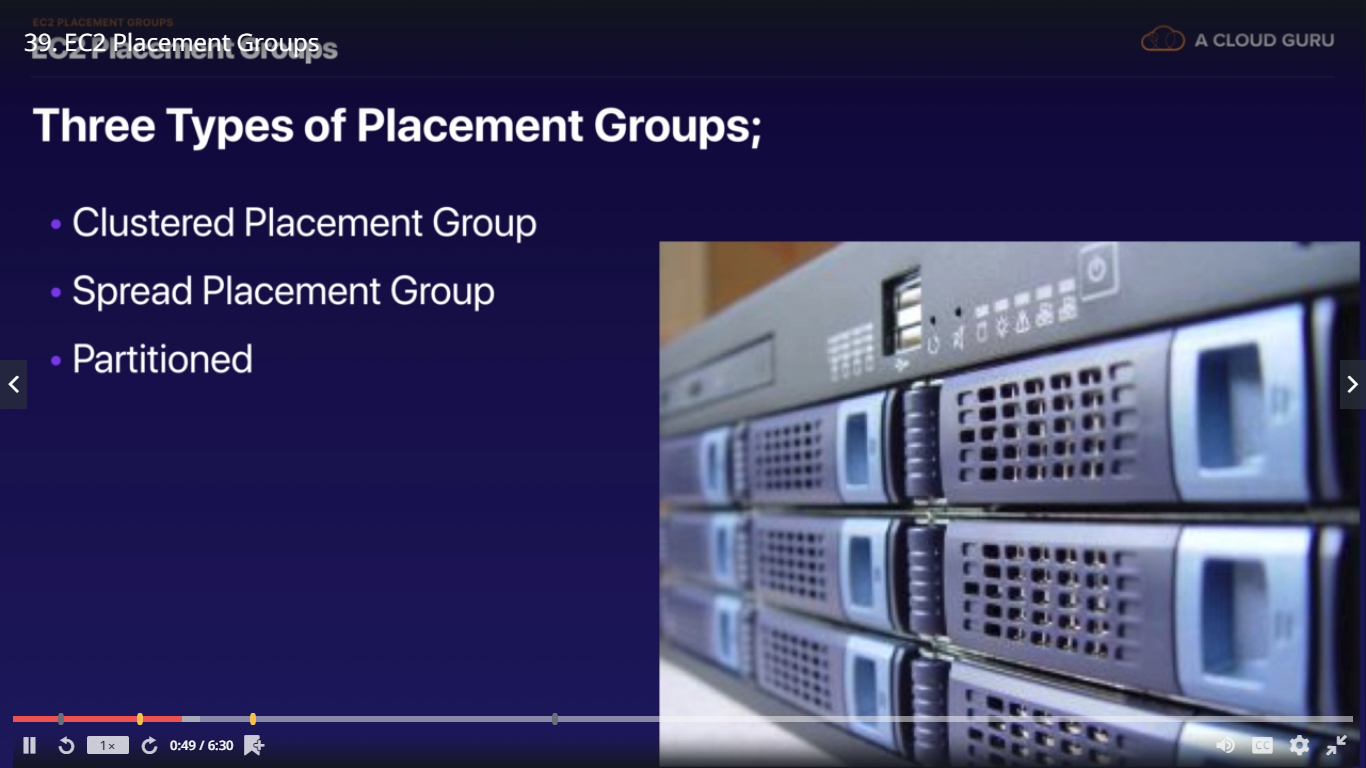 EC2 PLACEMENT GROUPS
39. EC2 Placement Groups
EC2 Placement Groups
A CLOUD GURU
Three Types of Placement Groups;
• Clustered Placement Group
• Spread Placement Group
• Partitioned
1×
0:49 / 6:30
CC